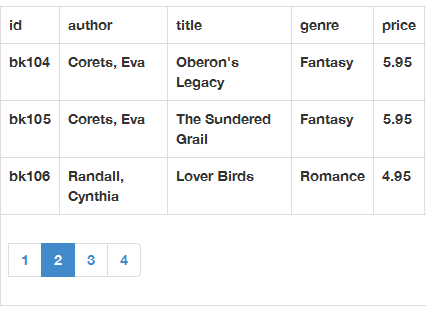 id author title genre price
bk104 Corets, Eva Oberon's Fantasy 5.95
Legacy
bk105 Corets, Eva The Sundered Fantasy 5.95
Grail
bk106 Randall, Lover Birds Romance 4.95
Cynthia
1 2 3 4